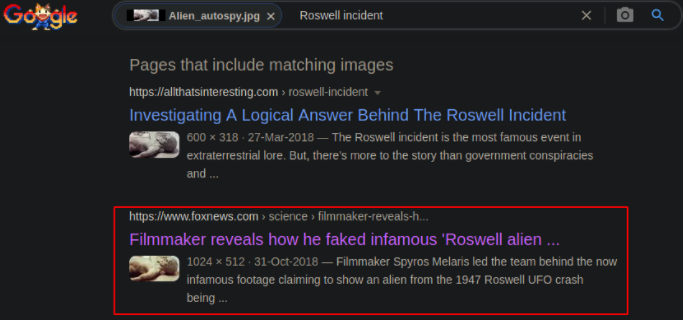 Google
Alien_autospy.jpg ×
Roswell incident
Pages that include matching images
https://allthatsinteresting.com › roswell-incident
Investigating A Logical Answer Behind The Roswell Incident
600 × 318 · 27-Mar-2018 — The Roswell incident is the most famous event in
extraterrestrial lore. But, there's more to the story than government conspiracies
and ...
https://www.foxnews.com › science › filmmaker-reveals-h...
Filmmaker reveals how he faked infamous 'Roswell alien ...
1024 × 512 · 31-Oct-2018 — Filmmaker Spyros Melaris led the team behind the now
infamous footage claiming to show an alien from the 1947 Roswell UFO crash
being ...